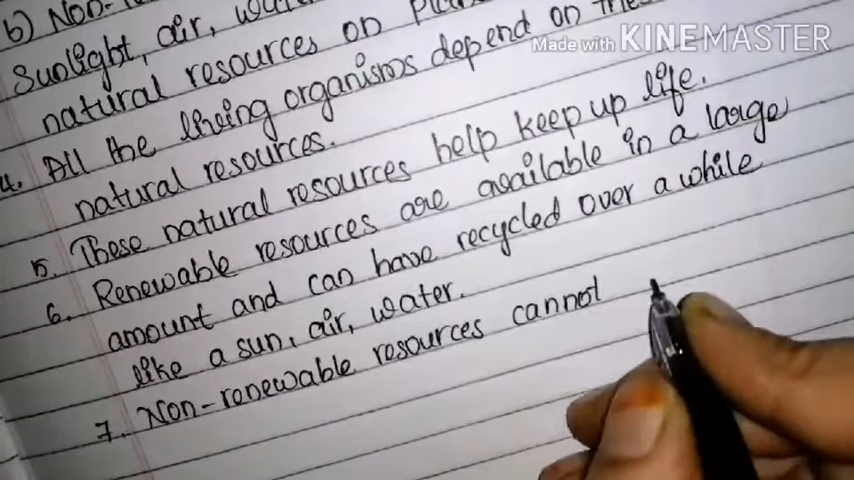 b) Non-
Sunlight, air,
natural resources on
4. All the living organisms depend on
natural resources.
5. These natural resources help keep up life.
6. Renewable resources are available in a large
amount and can have recycled over a while
like a sun, air, water.
7. Non-renewable resources cannot
Made with KINEMASTER